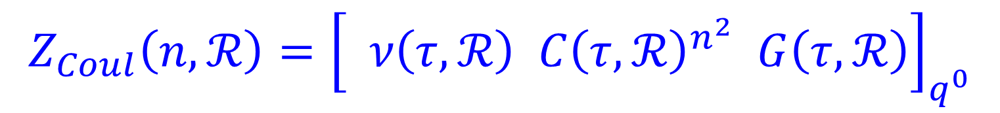 Z_{Coul}(n, ℛ) = [ ν(τ, ℛ) C(τ, ℛ)^{n^2} G(τ, ℛ) ]_{q^0}